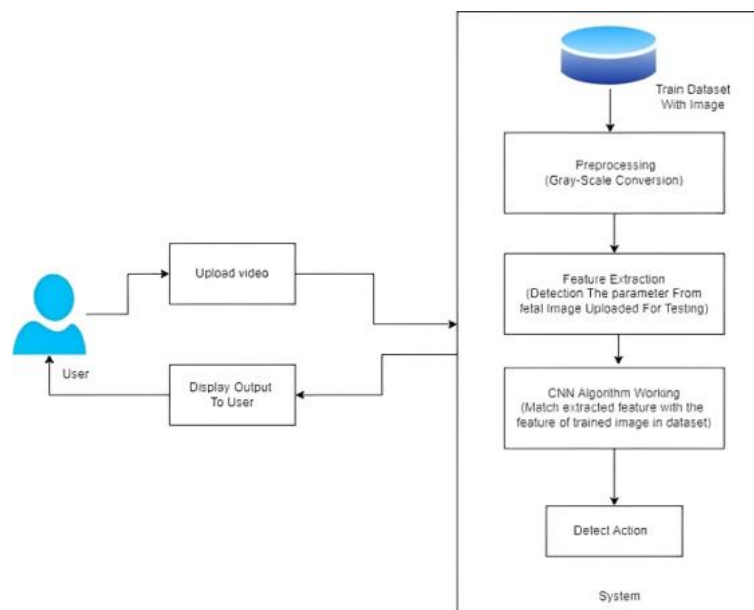 Train Dataset
With Image
Preprocessing
(Gray-Scale Conversion)
Upload video
Feature Extraction
(Detection The parameter From
fetal Image Uploaded For Testing)
User
Display Output
To User
CNN Algorithm Working
(Match extracted feature with the
feature of trained image in dataset)
Detect Action
System